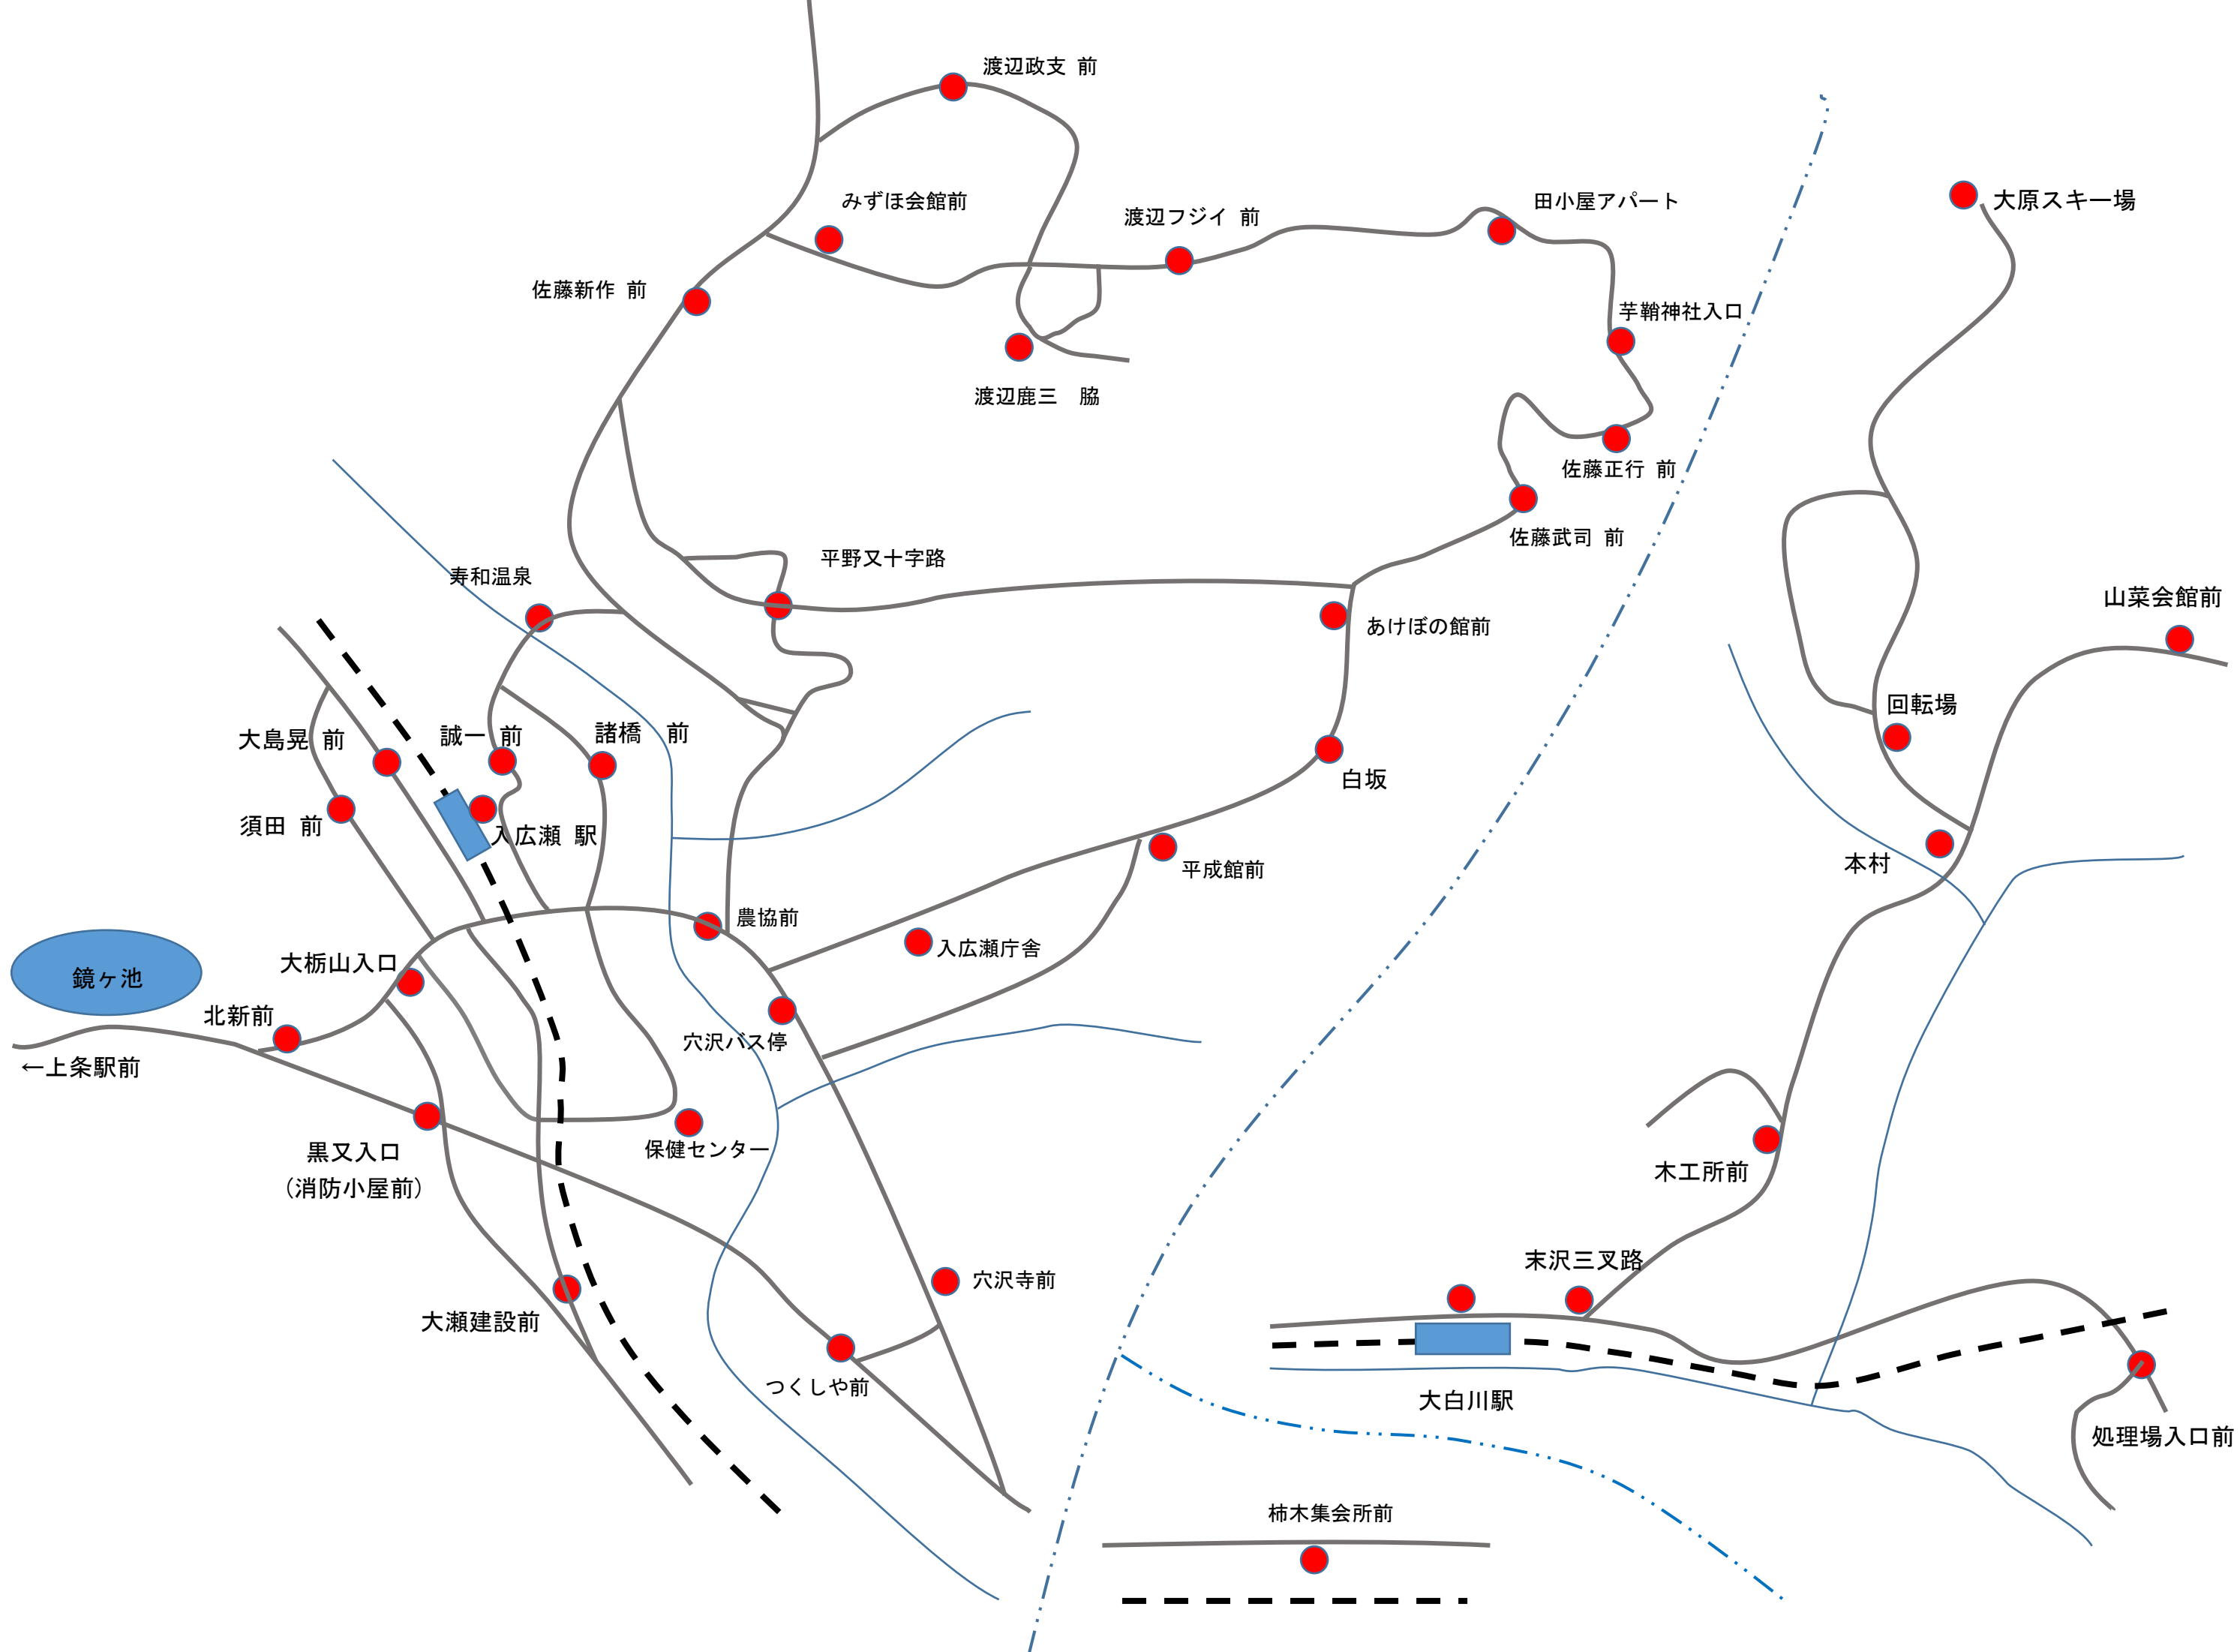 渡辺政支 前
みずほ会館前
渡辺フジイ 前
田小屋アパート
大原スキー場
佐藤新作 前
芋鞘神社入口
渡辺鹿三 脇
佐藤正行 前
佐藤武司 前
平野又十字路
寿和温泉
あけぼの館前
山菜会館前
回転場
大島晃 前
誠一 前
諸橋 前
白坂
須田 前
入広瀬 駅
本村
平成館前
農協前
入広瀬庁舎
大栃山入口
鏡ヶ池
北新前
穴沢バス停
←上条駅前
保健センター
黒又入口
（消防小屋前）
木工所前
末沢三叉路
穴沢寺前
大瀬建設前
つくしや前
大白川駅
処理場入口前
柿木集会所前